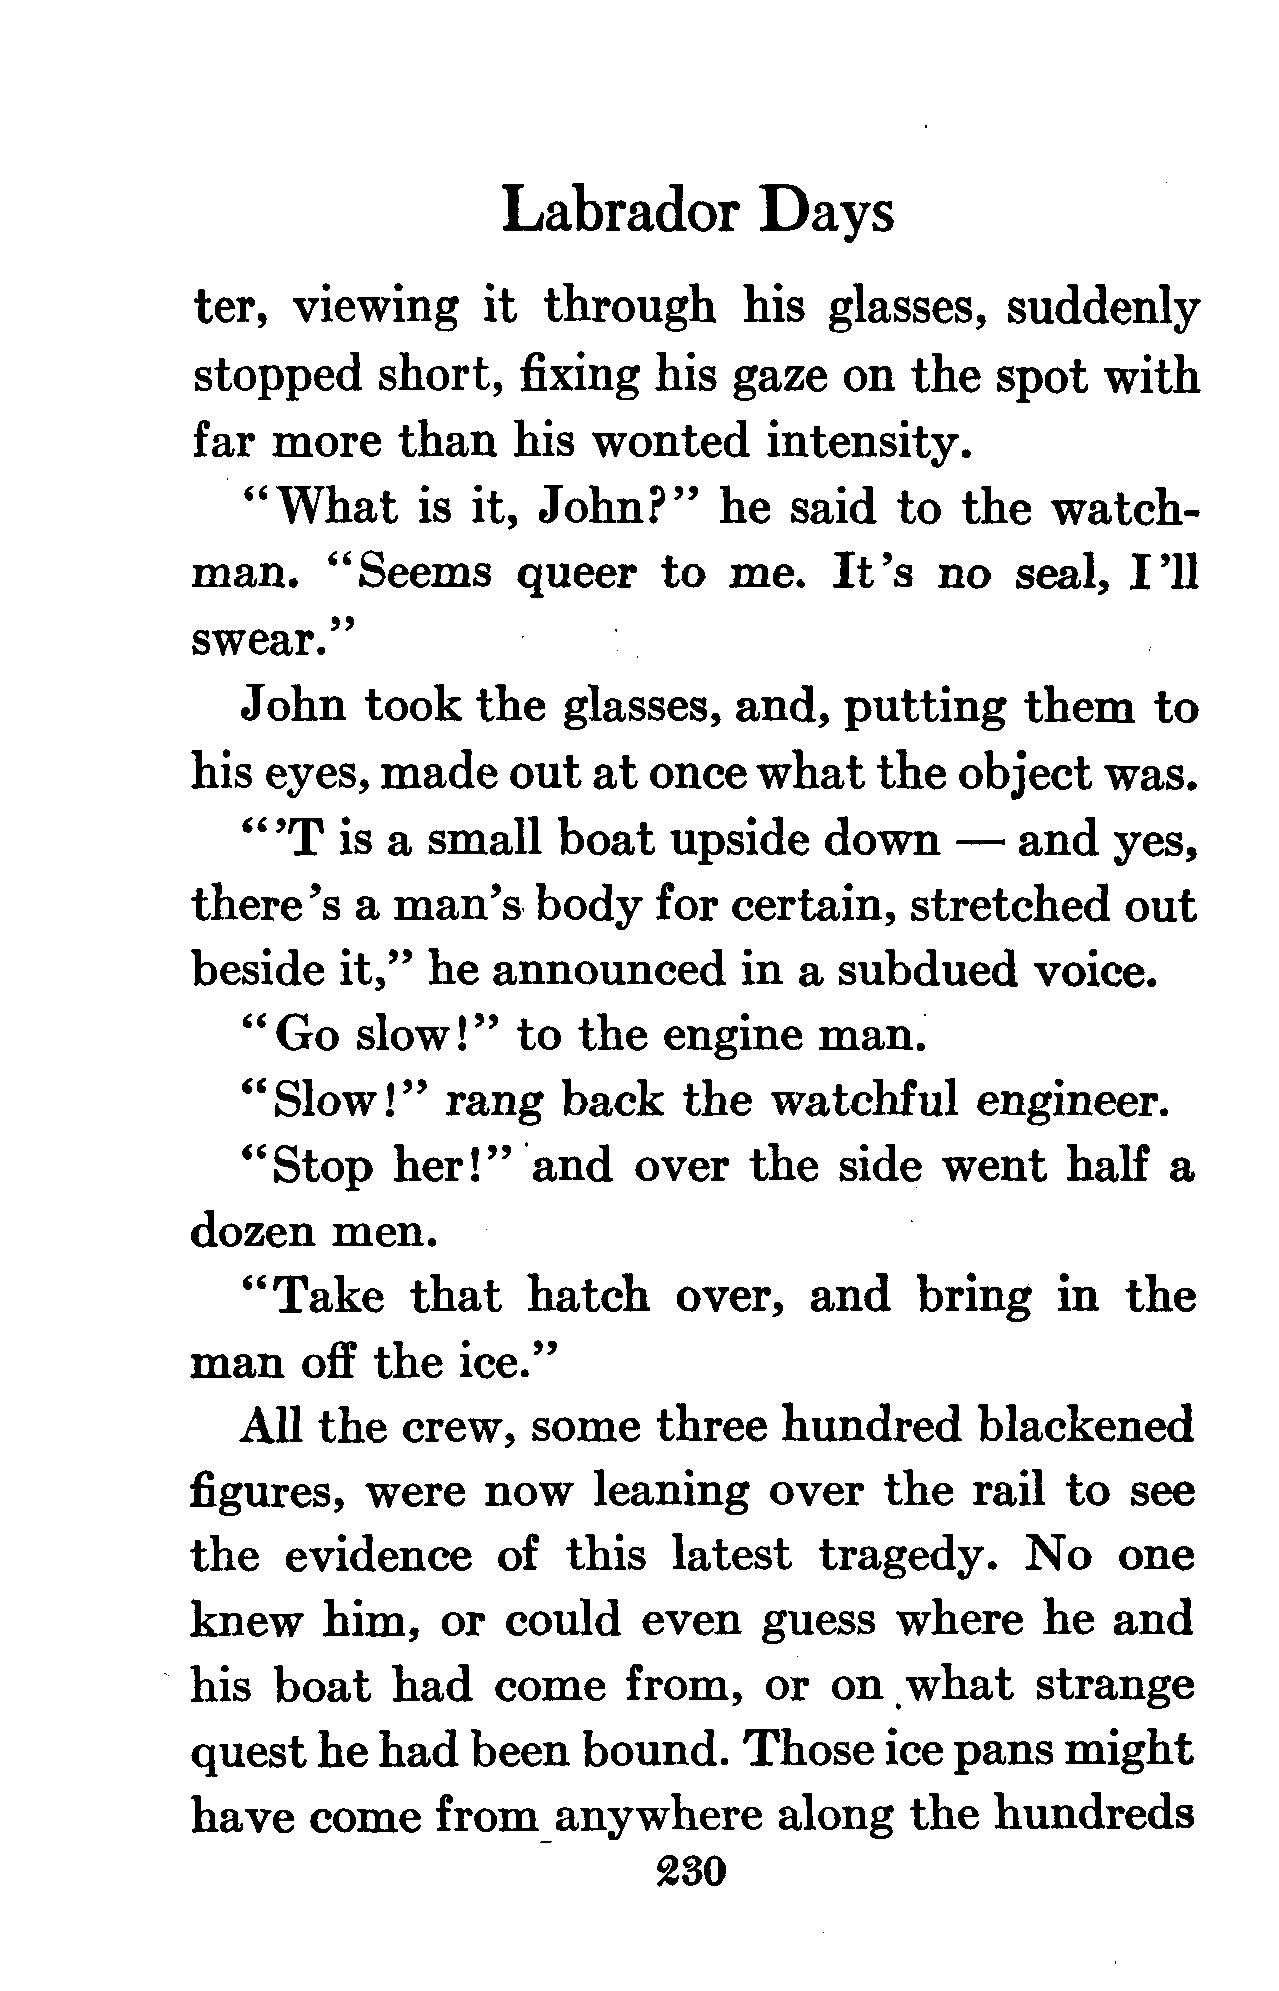 Labrador Days
ter, viewing it through his glasses, suddenly
stopped short, fixing his gaze on the spot with
far more than his wonted intensity.
"What is it, John?" he said to the watch-
man. "Seems queer to me. It's no seal, I'll
swear."
John took the glasses, and, putting them to
his eyes, made out at once what the object was.
"'T is a small boat upside down — and yes,
there's a man's body for certain, stretched out
beside it," he announced in a subdued voice.
"Go slow!" to the engine man.
"Slow!" rang back the watchful engineer.
"Stop her!" and over the side went half a
dozen men.
"Take that hatch over, and bring in the
man off the ice."
All the crew, some three hundred blackened
figures, were now leaning over the rail to see
the evidence of this latest tragedy. No one
knew him, or could even guess where he and
his boat had come from, or on what strange
quest he had been bound. Those ice pans might
have come from anywhere along the hundreds
230